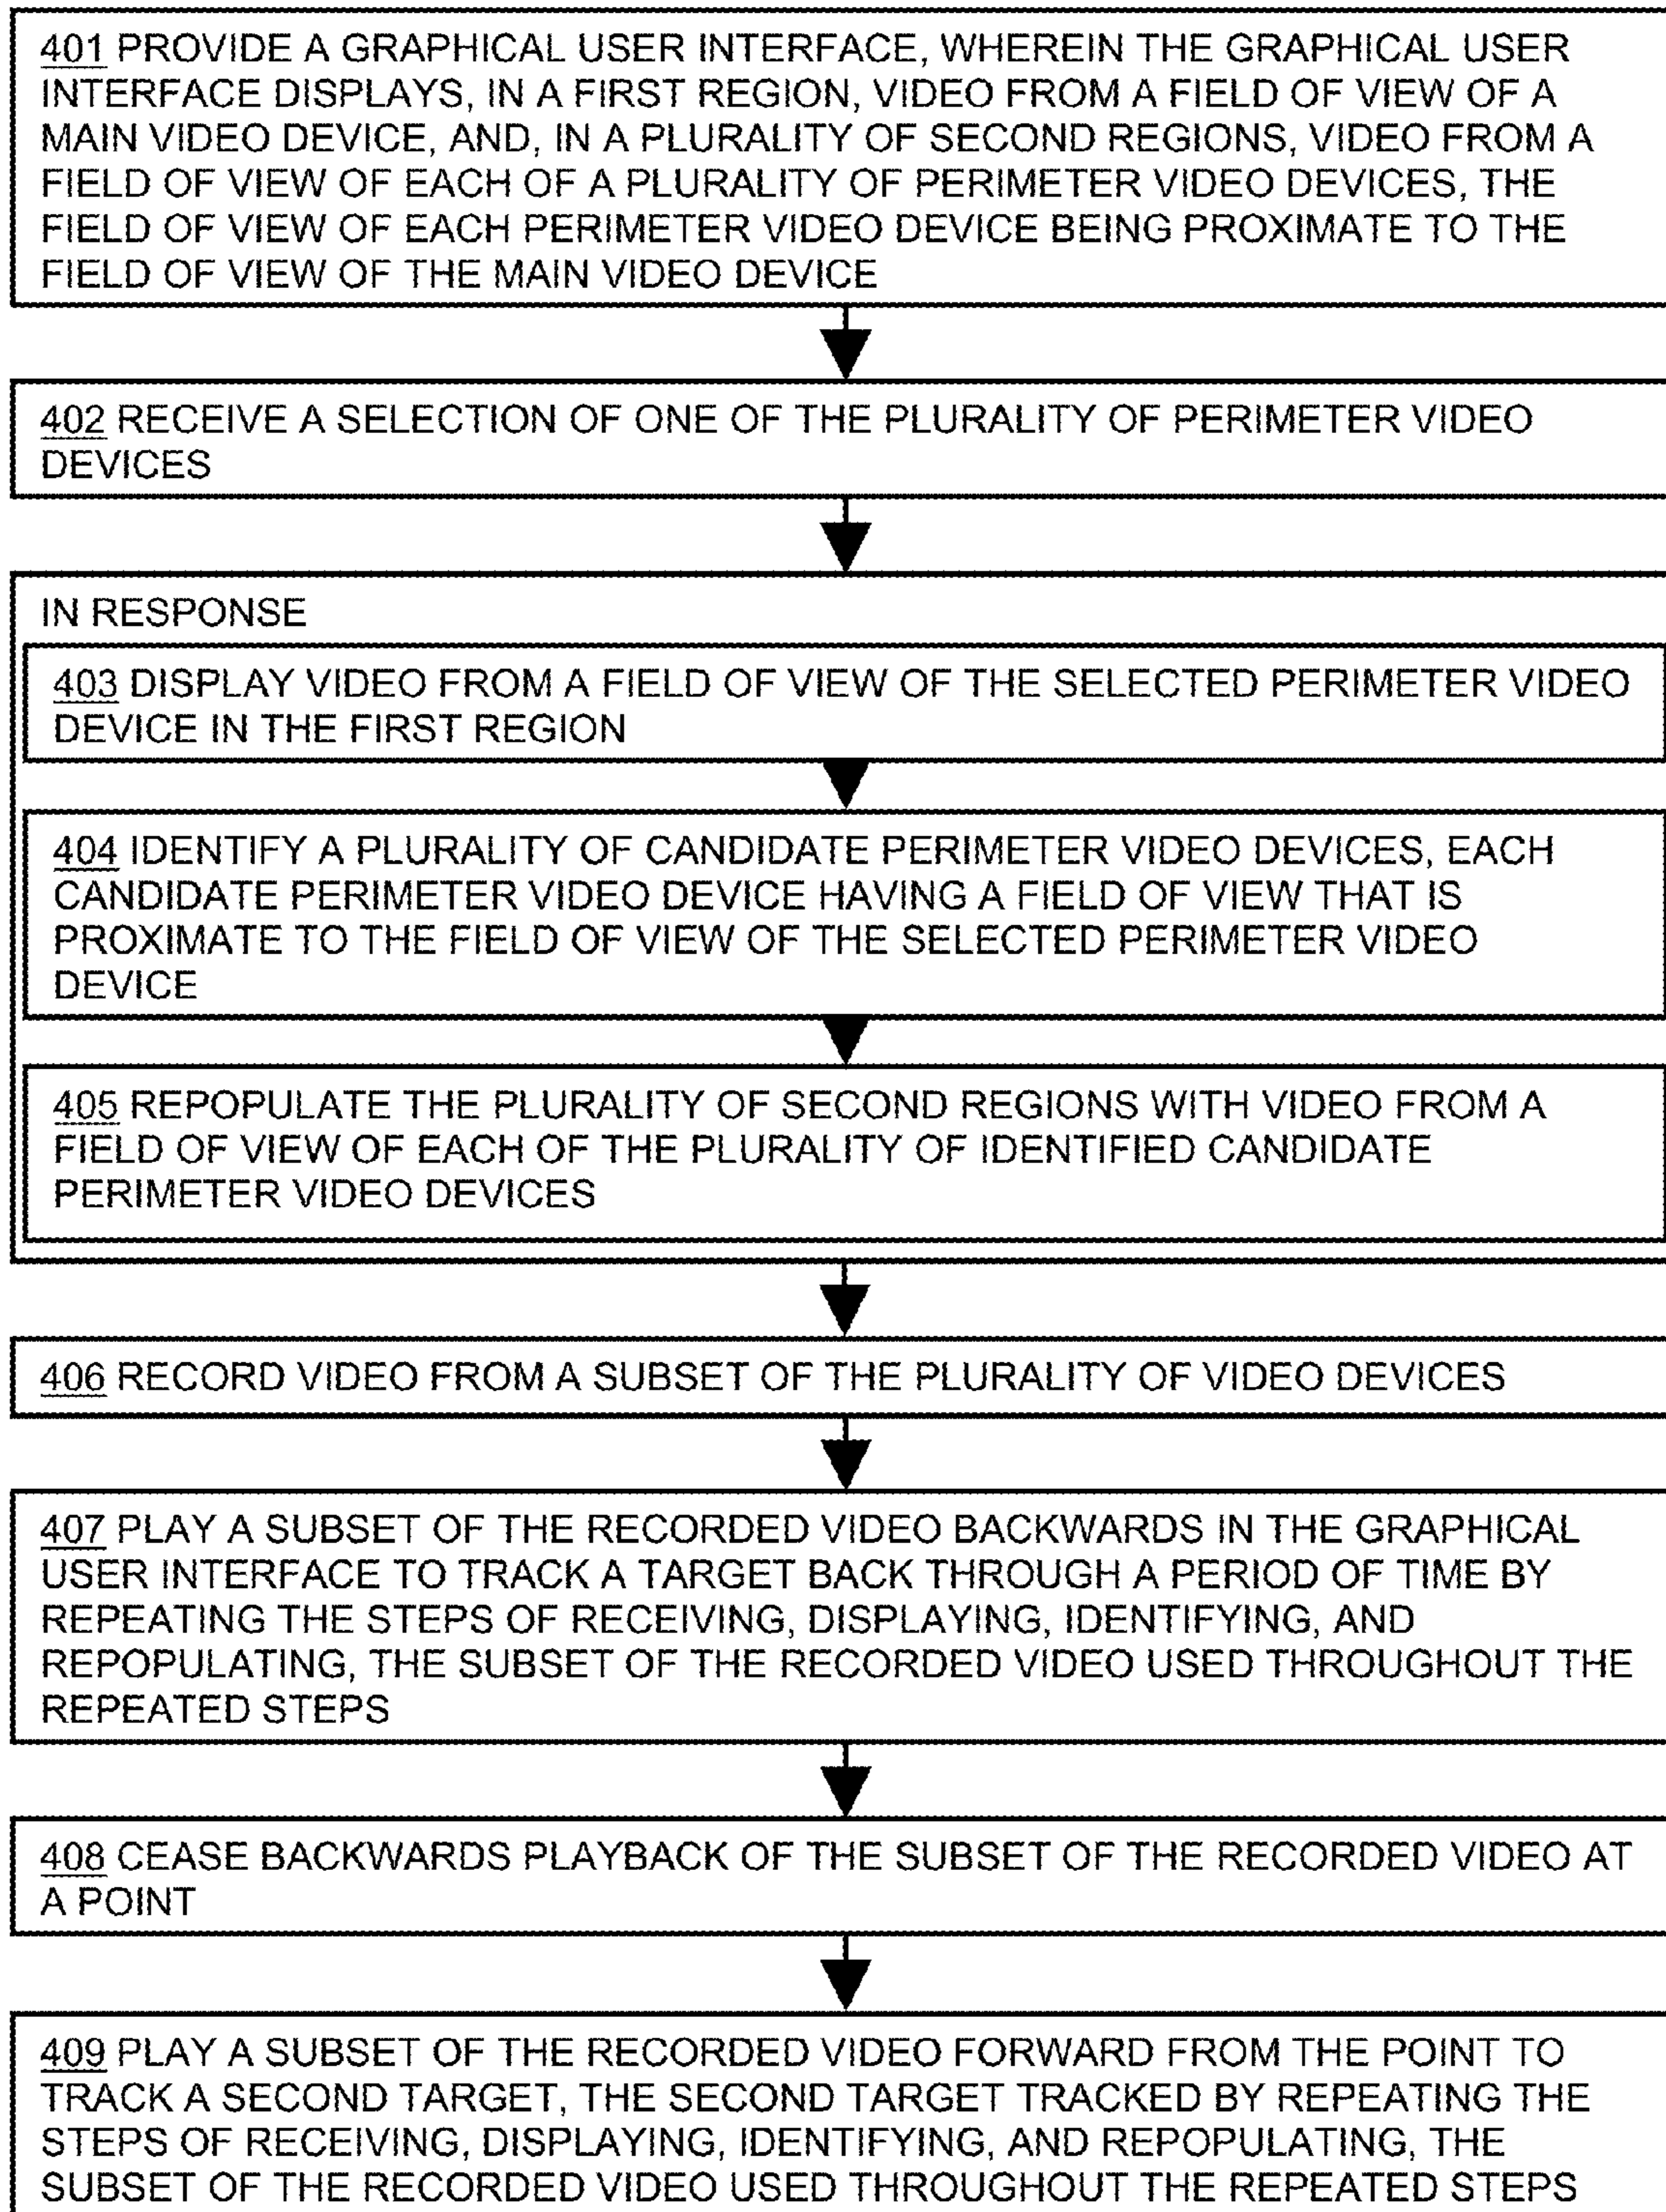 401 PROVIDE A GRAPHICAL USER INTERFACE, WHEREIN THE GRAPHICAL USER
INTERFACE DISPLAYS, IN A FIRST REGION, VIDEO FROM A FIELD OF VIEW OF A
MAIN VIDEO DEVICE, AND, IN A PLURALITY OF SECOND REGIONS, VIDEO FROM A
FIELD OF VIEW OF EACH OF A PLURALITY OF PERIMETER VIDEO DEVICES, THE
FIELD OF VIEW OF EACH PERIMETER VIDEO DEVICE BEING PROXIMATE TO THE
FIELD OF VIEW OF THE MAIN VIDEO DEVICE
402 RECEIVE A SELECTION OF ONE OF THE PLURALITY OF PERIMETER VIDEO
DEVICES
IN RESPONSE
403 DISPLAY VIDEO FROM A FIELD OF VIEW OF THE SELECTED PERIMETER VIDEO
DEVICE IN THE FIRST REGION
404 IDENTIFY A PLURALITY OF CANDIDATE PERIMETER VIDEO DEVICES, EACH
CANDIDATE PERIMETER VIDEO DEVICE HAVING A FIELD OF VIEW THAT IS
PROXIMATE TO THE FIELD OF VIEW OF THE SELECTED PERIMETER VIDEO
DEVICE
405 REPOPULATE THE PLURALITY OF SECOND REGIONS WITH VIDEO FROM A
FIELD OF VIEW OF EACH OF THE PLURALITY OF IDENTIFIED CANDIDATE
PERIMETER VIDEO DEVICES
406 RECORD VIDEO FROM A SUBSET OF THE PLURALITY OF VIDEO DEVICES
407 PLAY A SUBSET OF THE RECORDED VIDEO BACKWARDS IN THE GRAPHICAL
USER INTERFACE TO TRACK A TARGET BACK THROUGH A PERIOD OF TIME BY
REPEATING THE STEPS OF RECEIVING, DISPLAYING, IDENTIFYING, AND
REPOPULATING, THE SUBSET OF THE RECORDED VIDEO USED THROUGHOUT THE
REPEATED STEPS
408 CEASE BACKWARDS PLAYBACK OF THE SUBSET OF THE RECORDED VIDEO AT
A POINT
409 PLAY A SUBSET OF THE RECORDED VIDEO FORWARD FROM THE POINT TO
TRACK A SECOND TARGET, THE SECOND TARGET TRACKED BY REPEATING THE
STEPS OF RECEIVING, DISPLAYING, IDENTIFYING, AND REPOPULATING, THE
SUBSET OF THE RECORDED VIDEO USED THROUGHOUT THE REPEATED STEPS